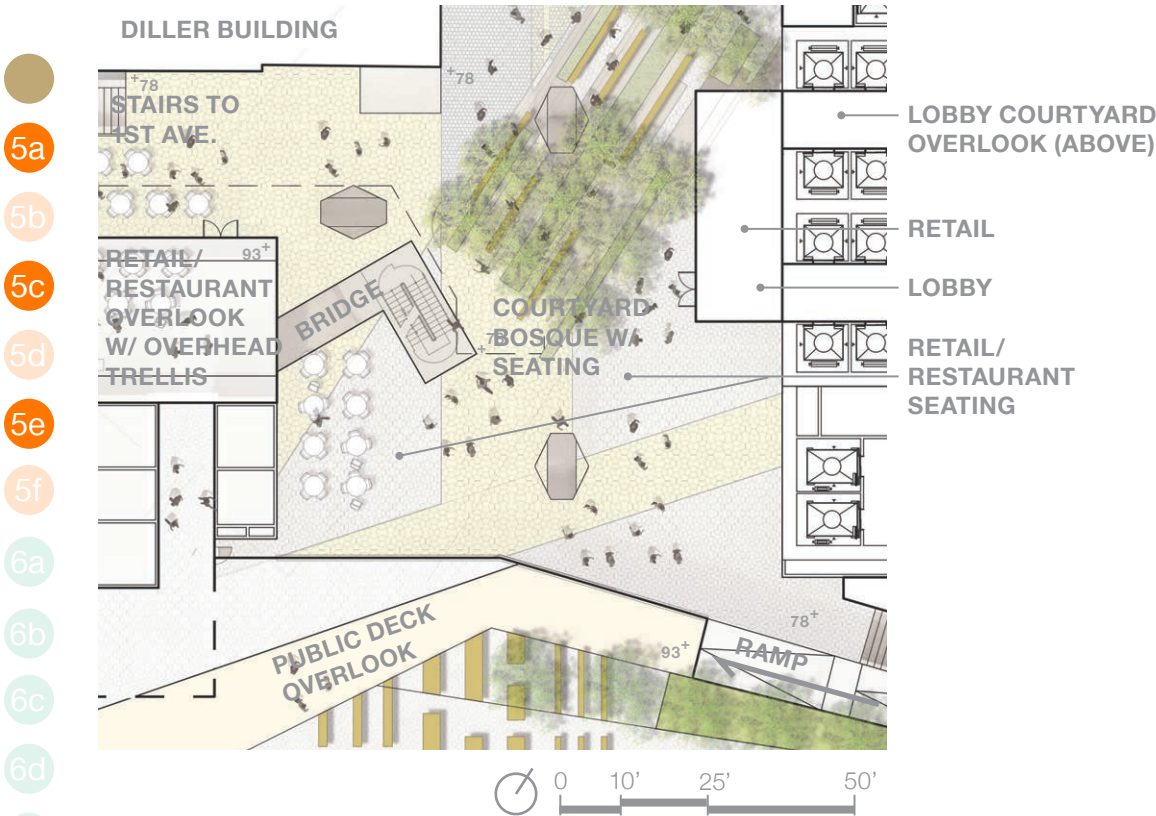 DILLER BUILDING
+78
STAIRS TO
1ST AVE.
+78
5a
5b
5c
5d
5e
5f
6a
6b
6c
6d
93+
RETAIL/
RESTAURANT
OVERLOOK
W/ OVERHEAD
TRELLIS
BRIDGE
COURTYARD
BOSQUE W/
SEATING
+78
LOBBY COURTYARD
OVERLOOK (ABOVE)
RETAIL
LOBBY
RETAIL/
RESTAURANT
SEATING
PUBLIC DECK
OVERLOOK
93+
78+
RAMP
0 10' 25' 50'